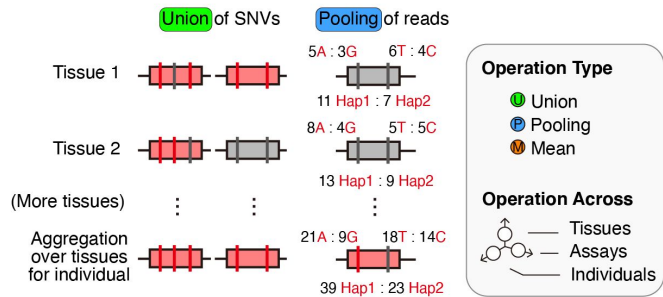 Union of SNVs
Pooling of reads
5A : 3G 6T : 4C
Tissue 1
11 Hap1 : 7 Hap2
8A : 4G 5T : 5C
Tissue 2
13 Hap1 : 9 Hap2
(More tissues)
21A : 9G 18T : 14C
Aggregation
over tissues
for individual
39 Hap1 : 23 Hap2
Operation Type
U Union
P Pooling
M Mean
Operation Across
Tissues
Assays
Individuals